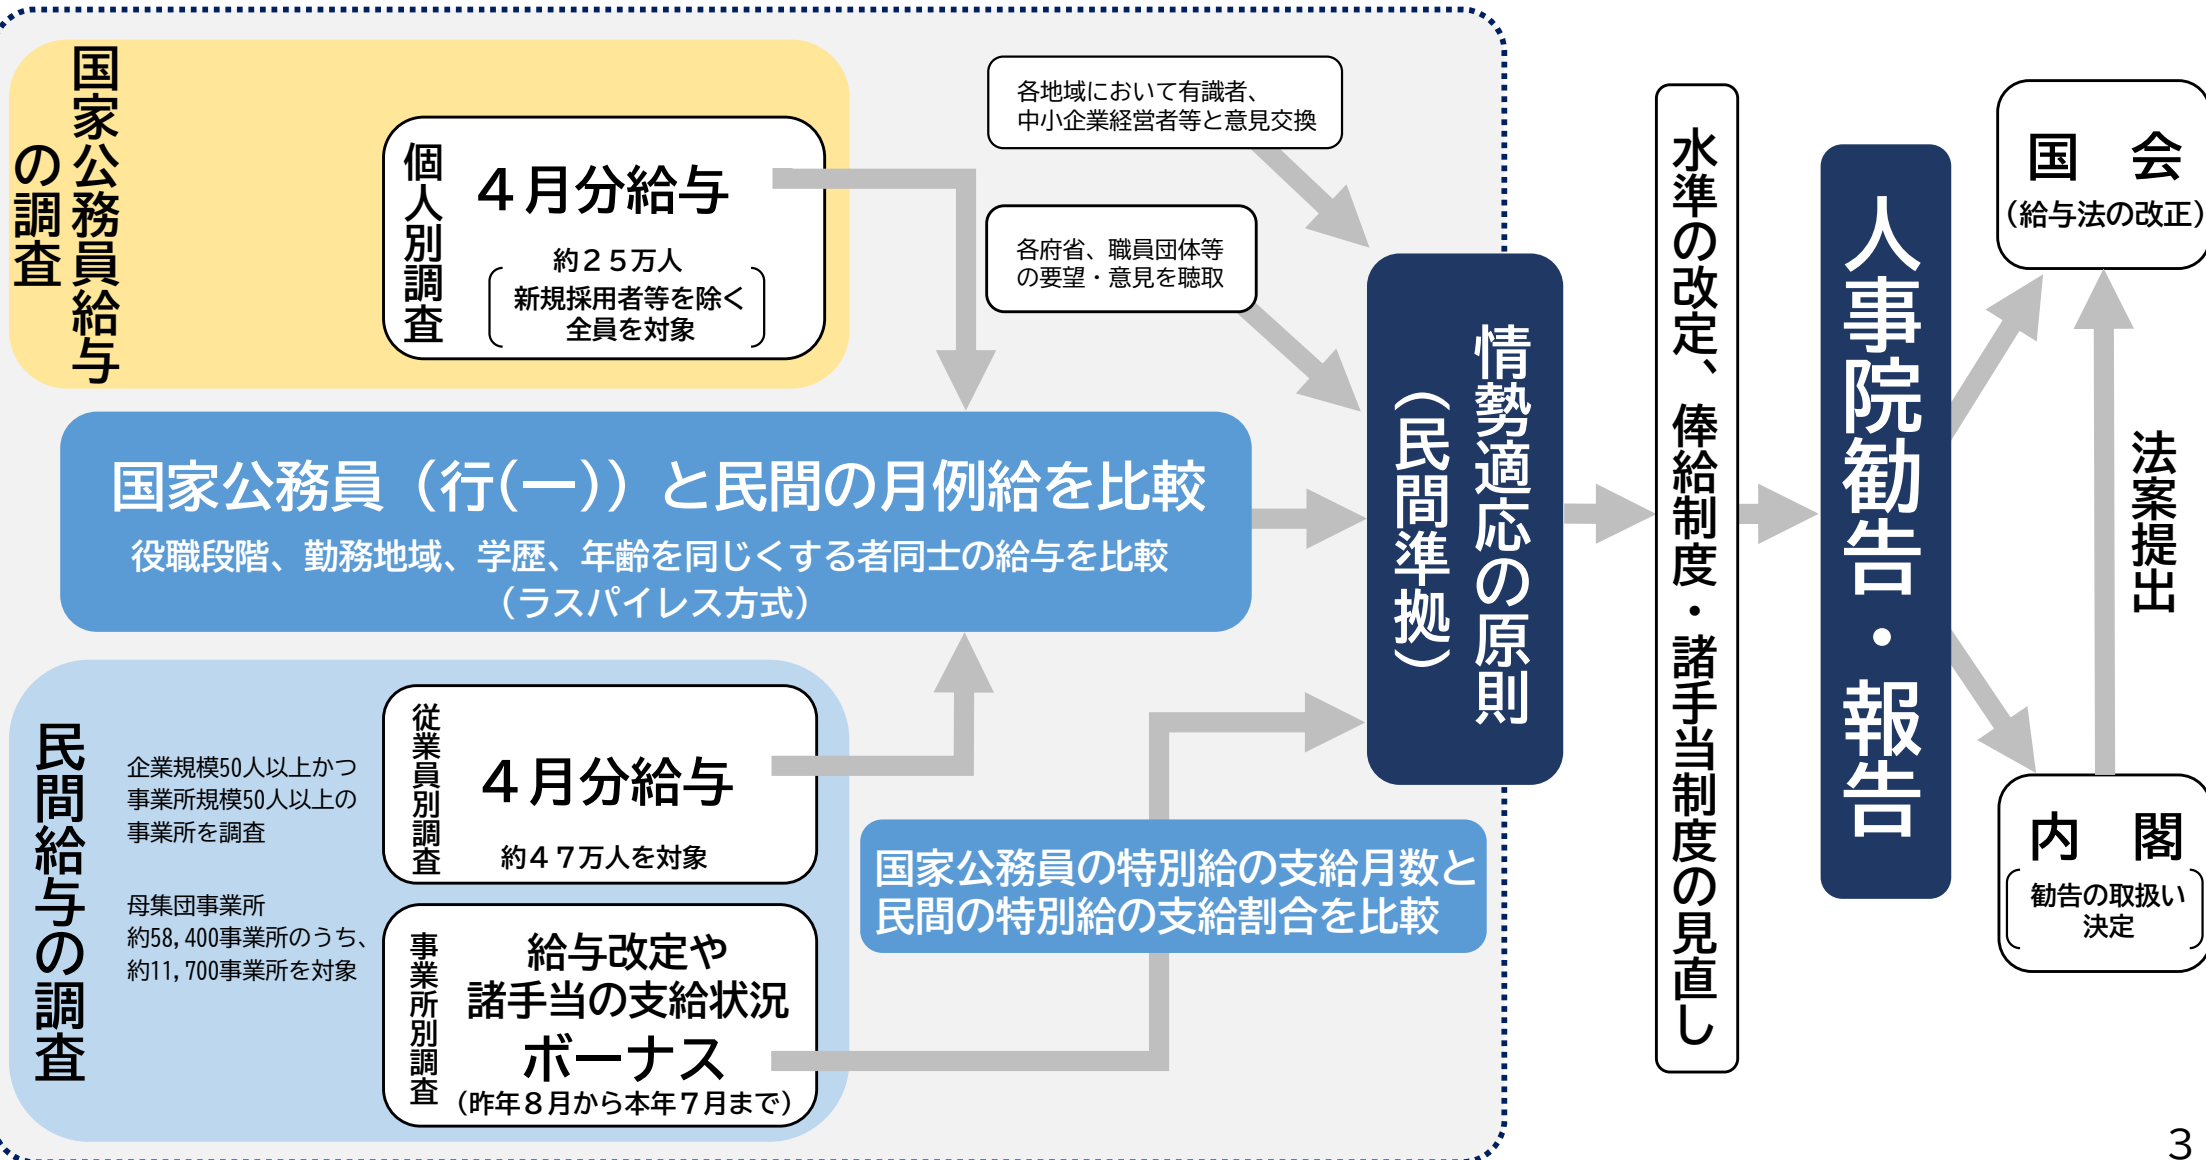 国家公務員給与
の調査
個人別調査
４月分給与
約２５万人
新規採用者等を除く
全員を対象
各地域において有識者、
中小企業経営者等と意見交換
各府省、職員団体等
の要望・意見を聴取
国家公務員（行(一)）と民間の月例給を比較
役職段階、勤務地域、学歴、年齢を同じくする者同士の給与を比較
（ラスパイレス方式）
民間給与の調査
企業規模50人以上かつ
事業所規模50人以上の
事業所を調査
母集団事業所
約58,400事業所のうち、
約11,700事業所を対象
従業員別調査
４月分給与
約４７万人を対象
事業所別調査
給与改定や
諸手当の支給状況
ボーナス
（昨年８月から本年７月まで）
国家公務員の特別給の支給月数と
民間の特別給の支給割合を比較
情勢適応の原則
（民間準拠）
水準の改定、俸給制度・諸手当制度の見直し
人事院勧告・報告
国　会
（給与法の改正）
法案提出
内　閣
勧告の取扱い
決定
3